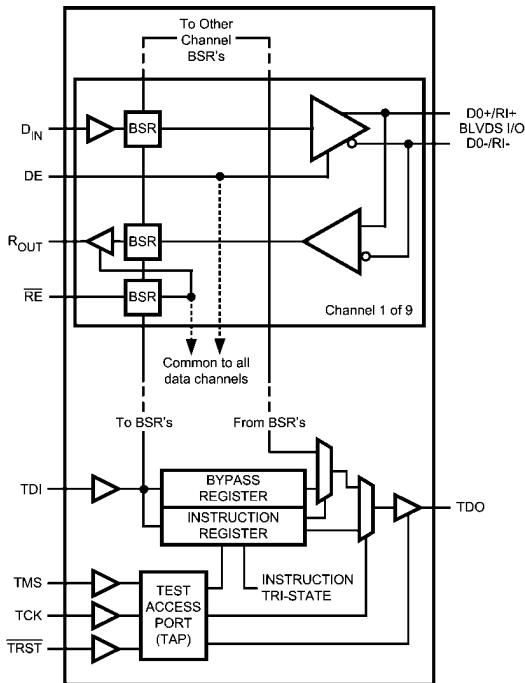 To Other
Channel
BSR's
DIN
BSR
D0+/RI+
BLVDS I/O
D0-/RI-
DE
ROUT
BSR
RE
BSR
Channel 1 of 9
Common to all
data channels
To BSR's
From BSR's
TDI
BYPASS
REGISTER
INSTRUCTION
REGISTER
TDO
TMS
TCK
TRST
TEST
ACCESS
PORT
(TAP)
INSTRUCTION
TRI-STATE